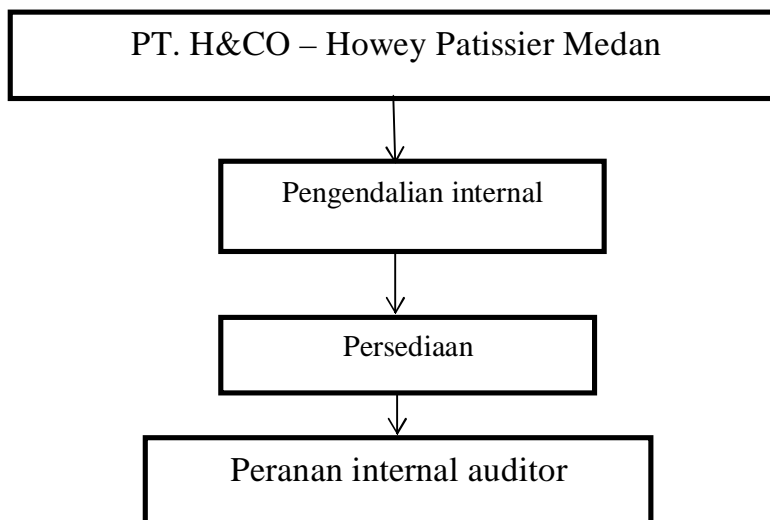 PT. H&CO – Howey Patissier Medan
Pengendalian internal
Persediaan
Peranan internal auditor